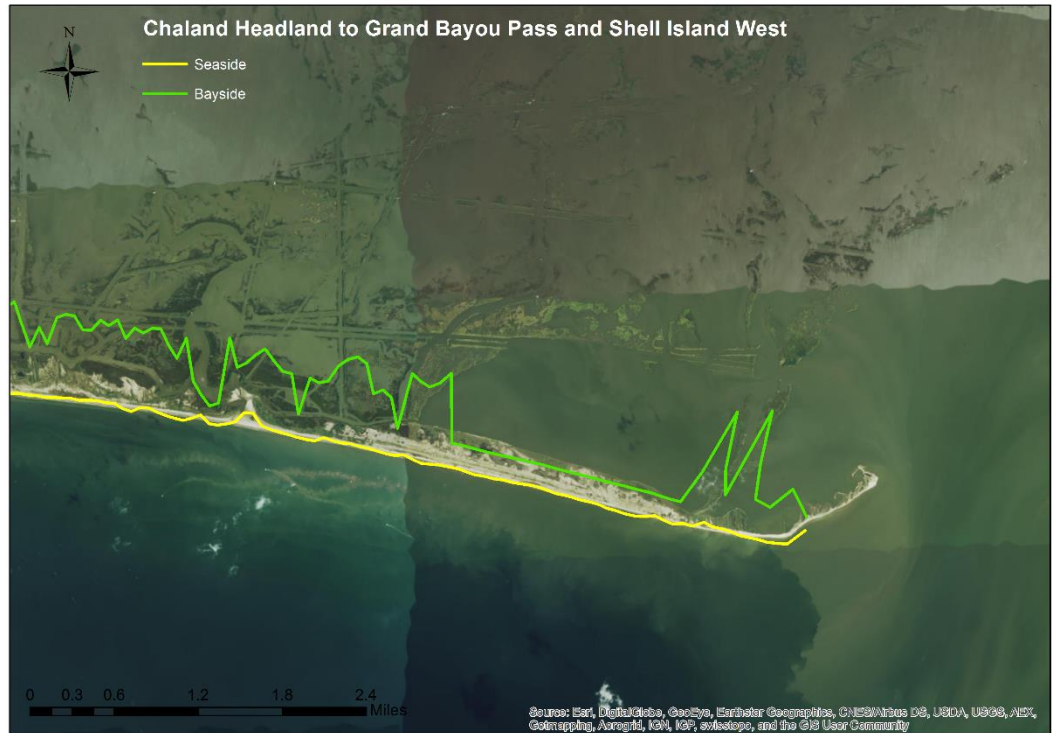 Chaland Headland to Grand Bayou Pass and Shell Island West
N
Seaside
Bayside
0 0.3 0.6 1.2 1.8 2.4
Miles
Source: Esri, DigitalGlobe, GeoEye, Earthstar Geographics, CNES/Airbus DS, USDA, USGS, AEX,
Getmapping, Aerogrid, IGN, IGP, swisstopo, and the GIS User Community